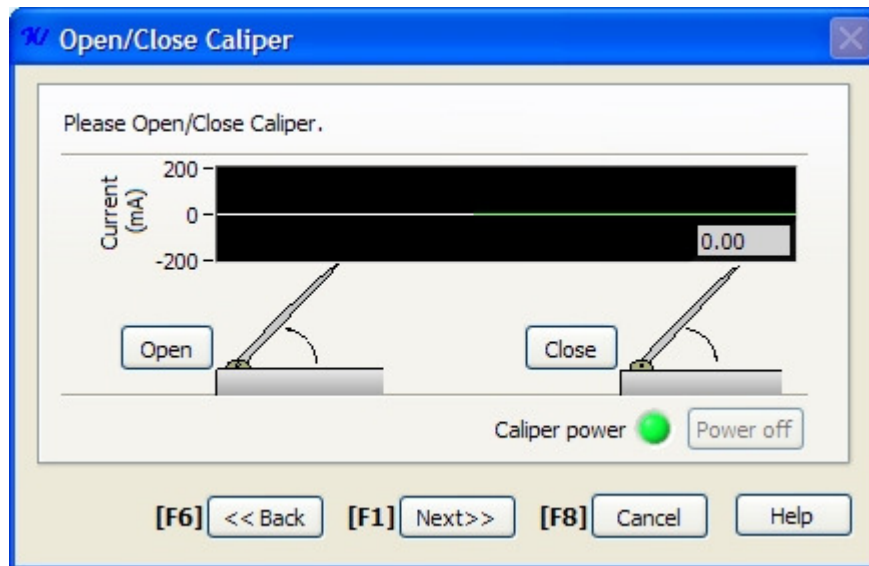 Open/Close Caliper
Please Open/Close Caliper.
Current
(mA)
200
0
-200
0.00
Open
Close
Caliper power
Power off
[F6] << Back [F1] Next>> [F8] Cancel Help